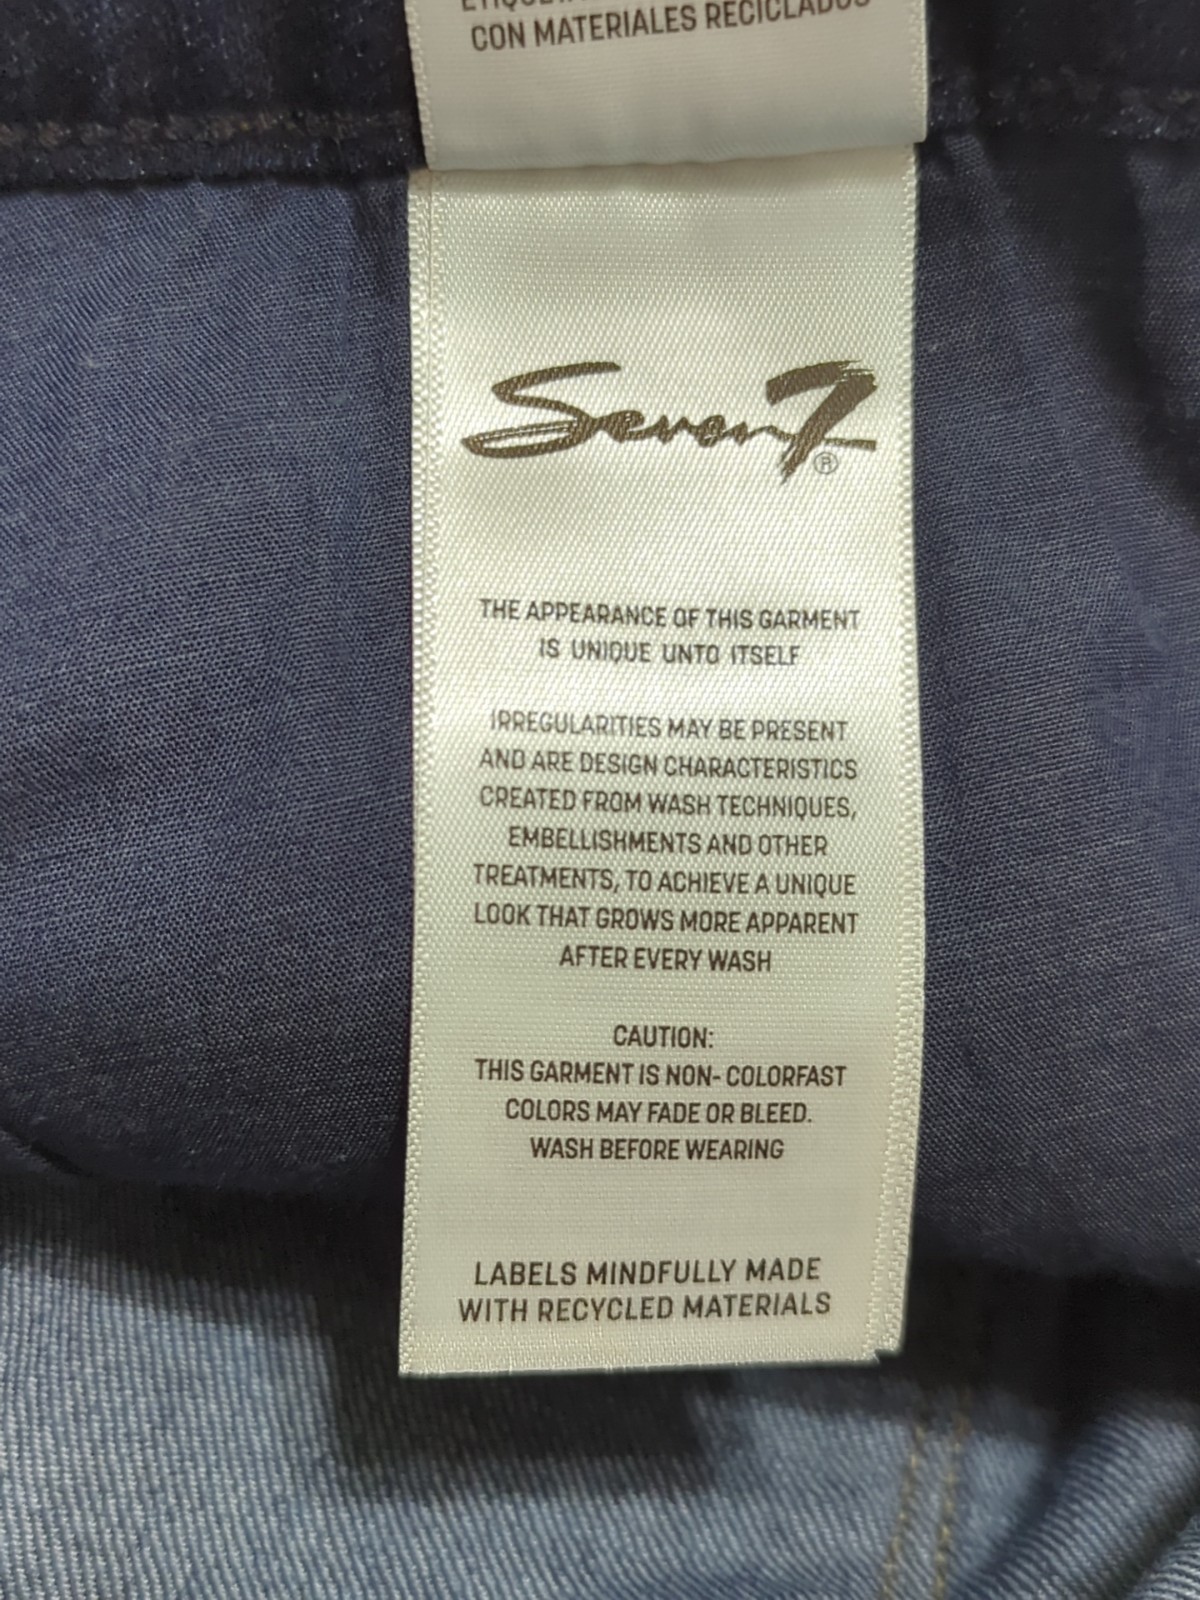 CON MATERIALES RECICLADOS
Seven7®
THE APPEARANCE OF THIS GARMENT
IS UNIQUE UNTO ITSELF
IRREGULARITIES MAY BE PRESENT
AND ARE DESIGN CHARACTERISTICS
CREATED FROM WASH TECHNIQUES,
EMBELLISHMENTS AND OTHER
TREATMENTS, TO ACHIEVE A UNIQUE
LOOK THAT GROWS MORE APPARENT
AFTER EVERY WASH
CAUTION:
THIS GARMENT IS NON- COLORFAST
COLORS MAY FADE OR BLEED.
WASH BEFORE WEARING
LABELS MINDFULLY MADE
WITH RECYCLED MATERIALS